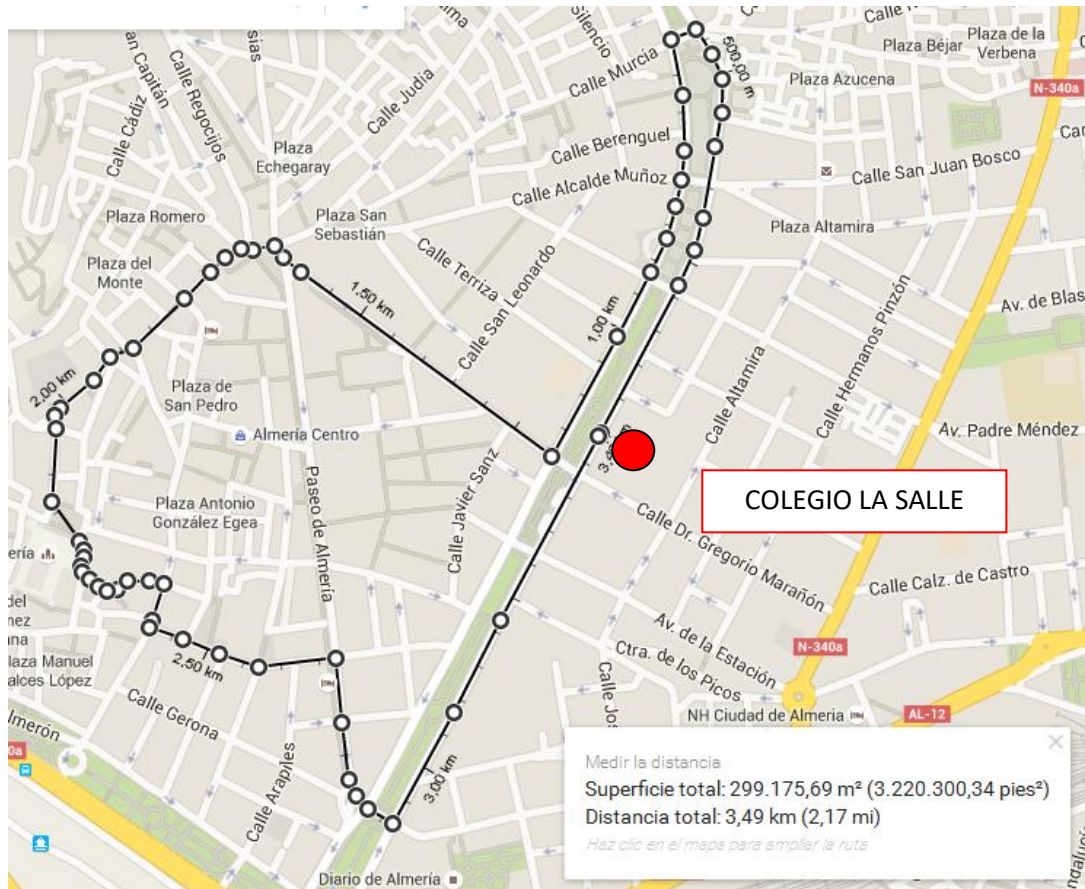 Silencio
Calle Murcia
500,00 m
Plaza Béjar
Plaza de la
Verbena
Plaza Azucena
N-340a
Calle Regocijos
Calle Cádiz
Calle Judía
Plaza
Echegaray
Calle Berenguel
Calle San Juan Bosco
Calle Alcalde Muñoz
Plaza Romero
Plaza San
Sebastián
Plaza Altamira
Plaza del
Monte
Calle Terriza
Calle San Leonardo
1,50 km
1,00 km
Calle Hermanos Pinzón
Av. de Blas
2,00 km
Plaza de
San Pedro
Calle Altamira
Almería Centro
Av. Padre Méndez
Calle Javier Sanz
Paseo de Almería
COLEGIO LA SALLE
Plaza Antonio
González Egea
Calle Dr. Gregorio Marañón
Calle Calz. de Castro
Av. de la Estación
Ctra. de los Picos
N-340a
2,50 km
laza Manuel
alces López
Calle Gerona
NH Ciudad de Almeria
AL-12
Calle Arapiles
3,00 km
Medir la distancia
Superficie total: 299.175,69 m² (3.220.300,34 pies²)
Distancia total: 3,49 km (2,17 mi)
Haz clic en el mapa para ampliar la ruta
Diario de Almería